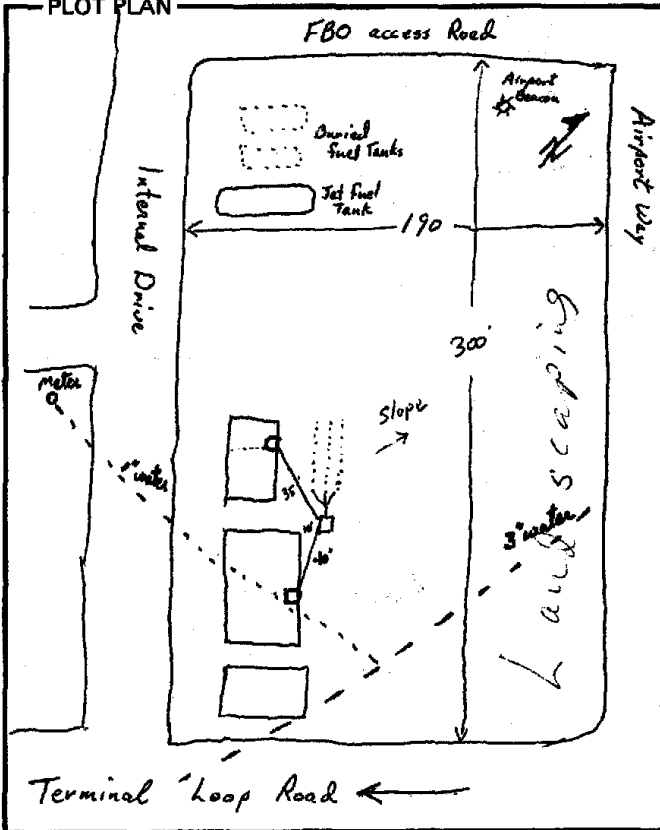 PLOT PLAN
FBO access Road
Airport
Beacon
N
Airport Way
Buried
fuel Tanks
Jet fuel
Tank
190
Internal Drive
300'
Meter
Slope
Landscaping
1" water
35'
3" water
Terminal Loop Road